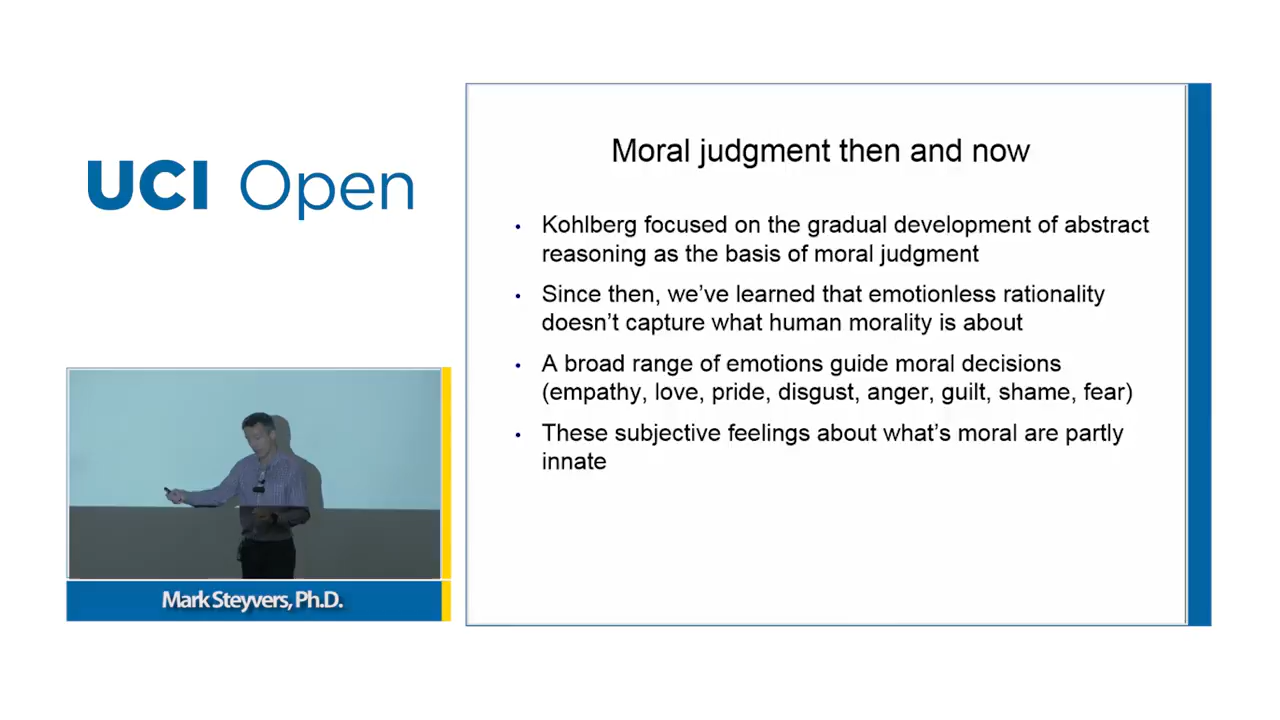 UCI Open
Moral judgment then and now
• Kohlberg focused on the gradual development of abstract
reasoning as the basis of moral judgment
• Since then, we've learned that emotionless rationality
doesn't capture what human morality is about
• A broad range of emotions guide moral decisions
(empathy, love, pride, disgust, anger, guilt, shame, fear)
• These subjective feelings about what's moral are partly
innate
Mark Steyvers, Ph.D.